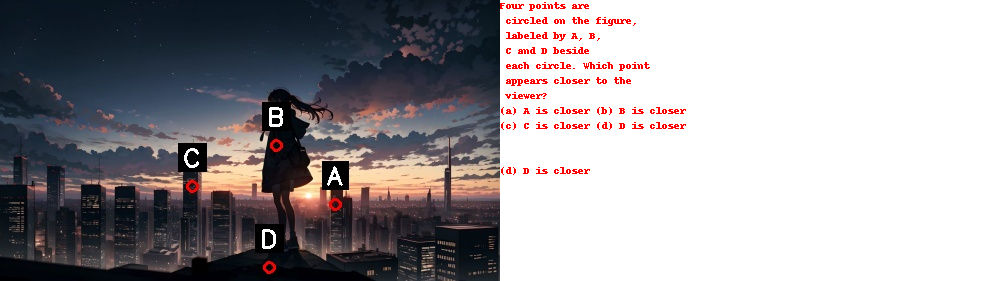 B
C
A
D
Four points are
circled on the figure,
labeled by A, B,
C and D beside
each circle. Which point
appears closer to the
viewer?
(a) A is closer (b) B is closer
(c) C is closer (d) D is closer
(d) D is closer